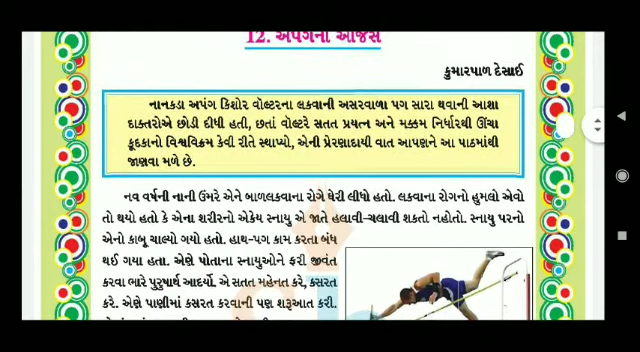 12. અપંગના ઓજસ
કુમારપાળ દેસાઈ
નાનકડા અપંગ કિશોર વોલ્ટરના લકવાની અસરવાળા પગ સારા થવાની આશા
દાક્તરોએ છોડી દીધી હતી, છતાં વોલ્ટરે સતત પ્રયત્ન અને મક્કમ નિર્ધારથી ઊંચા
કૂદકાનો વિશ્વવિક્રમ કેવી રીતે સ્થાપ્યો, એની પ્રેરણાદાયી વાત આપણને આ પાઠમાંથી
જાણવા મળે છે.
નવ વર્ષની નાની ઉંમરે એને બાળલકવાના રોગે ઘેરી લીધો હતો. લકવાના રોગનો હુમલો એવો
તો થયો હતો કે એના શરીરનો એકેય સ્નાયુ એ જાતે હલાવી-ચલાવી શકતો નહોતો. સ્નાયુ પરનો
એનો કાબૂ ચાલ્યો ગયો હતો. હાથ-પગ કામ કરતા બંધ
થઈ ગયા હતા. એણે પોતાના સ્નાયુઓને ફરી જીવંત
કરવા ભારે પુરુષાર્થ આદર્યો. એ સતત મહેનત કરે, કસરત
કરે. એણે પાણીમાં કસરત કરવાની પણ શરૂઆત કરી.